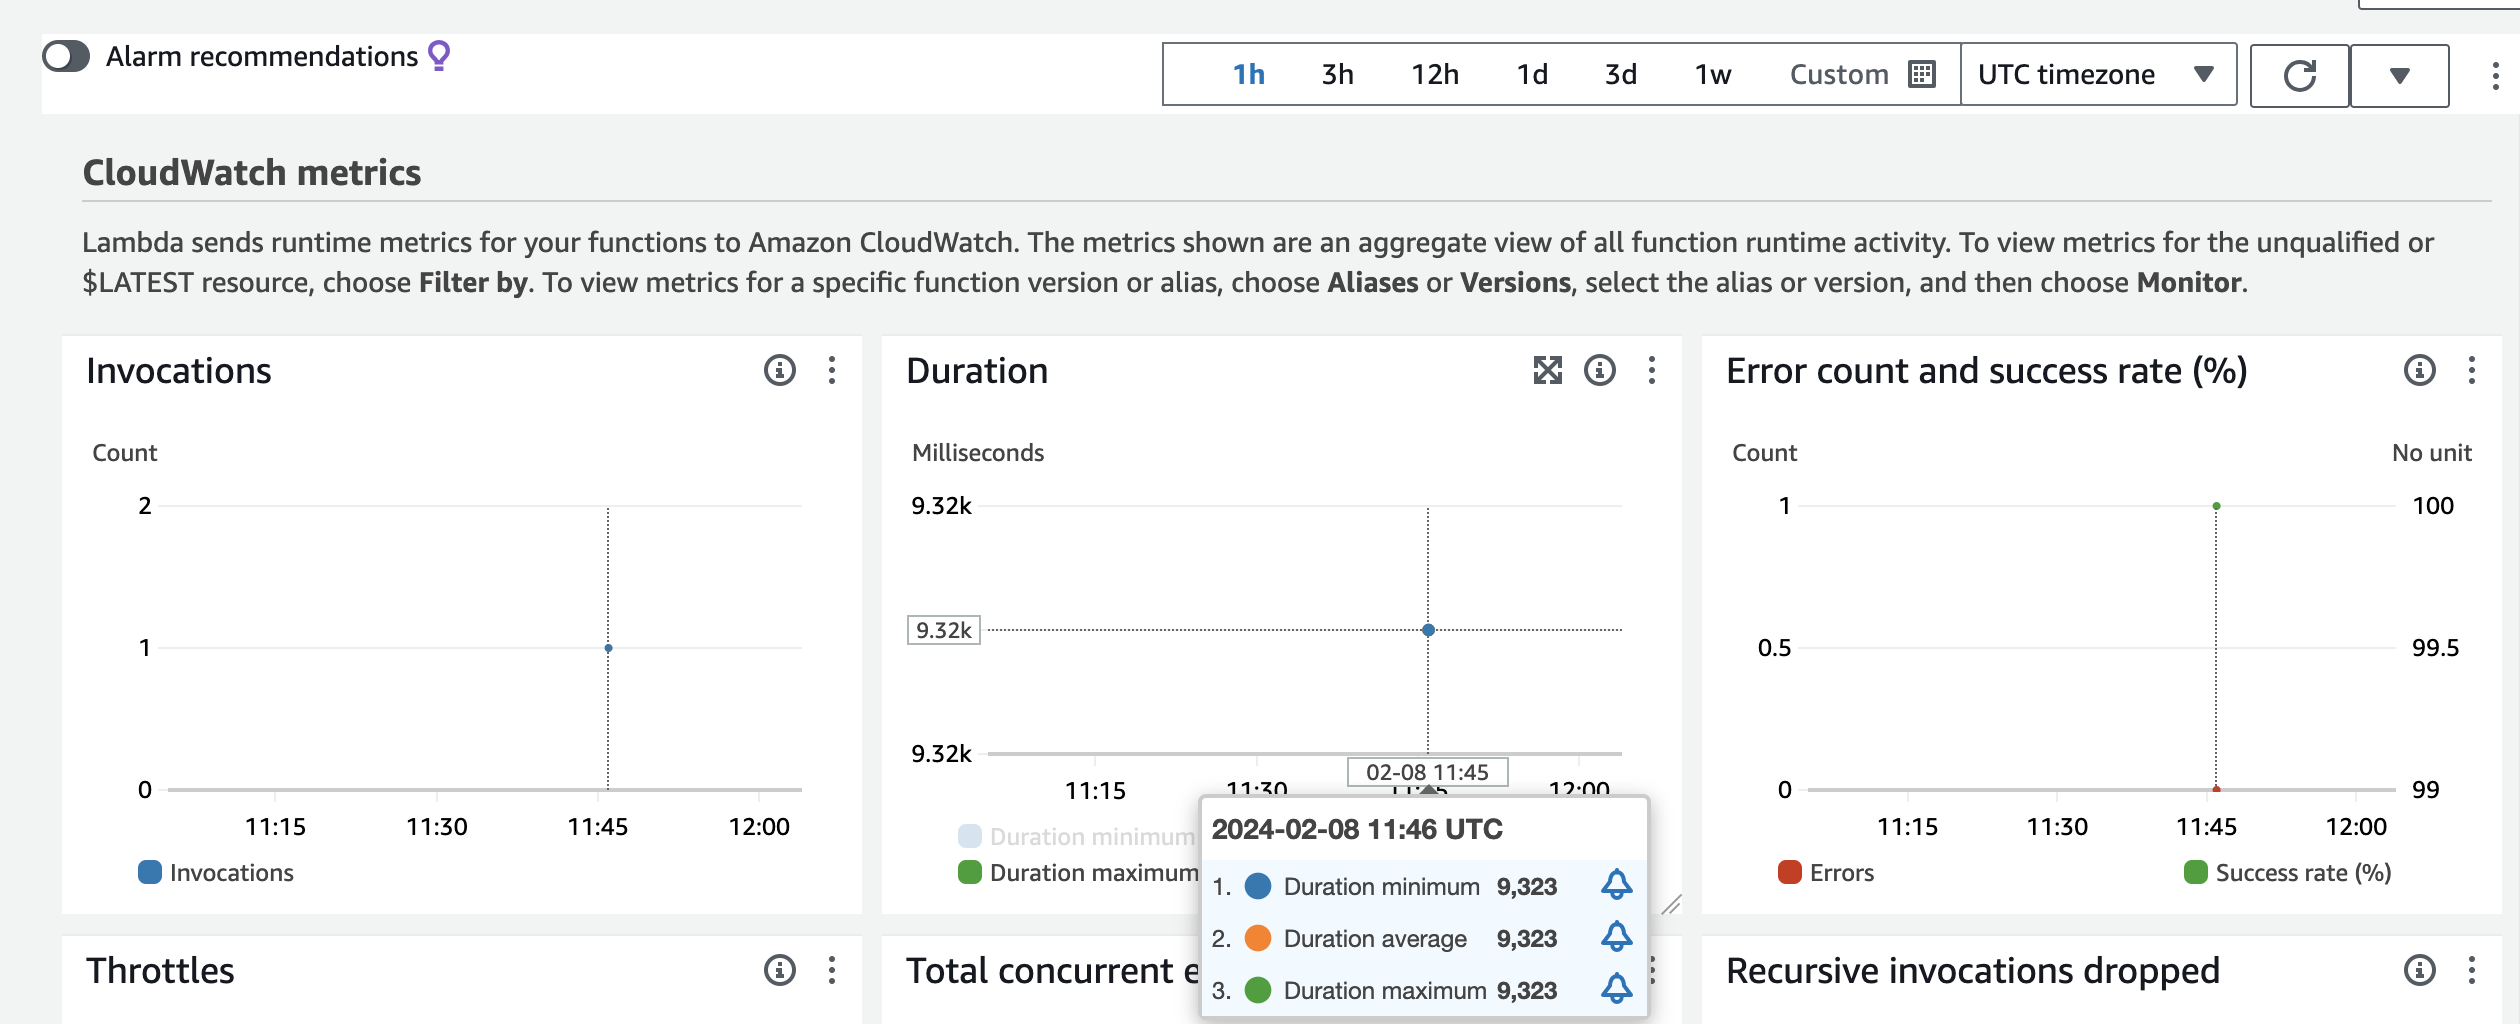 Alarm recommendations
1h 3h 12h 1d 3d 1w Custom UTC timezone
CloudWatch metrics
Lambda sends runtime metrics for your functions to Amazon CloudWatch. The metrics shown are an aggregate view of all function runtime activity. To view metrics for the unqualified or
$LATEST resource, choose Filter by. To view metrics for a specific function version or alias, choose Aliases or Versions, select the alias or version, and then choose Monitor.
Invocations
Count
2
1
0
11:15 11:30 11:45 12:00
Invocations
Duration
Milliseconds
9.32k
9.32k
9.32k
02-08 11:45
11:15 11:30 12:00
Duration minimum
Duration maximum
2024-02-08 11:46 UTC
1. Duration minimum 9,323
2. Duration average 9,323
3. Duration maximum 9,323
Error count and success rate (%)
Count No unit
1 100
0.5 99.5
0 99
11:15 11:30 11:45 12:00
Errors Success rate (%)
Throttles
Total concurrent e
Recursive invocations dropped